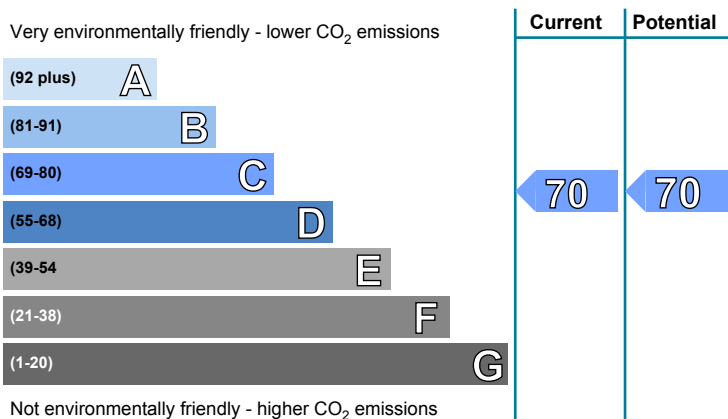 Current Potential
Very environmentally friendly - lower CO2 emissions
(92 plus) A
(81-91) B
(69-80) C
70 70
(55-68) D
(39-54 E
(21-38) F
(1-20) G
Not environmentally friendly - higher CO2 emissions